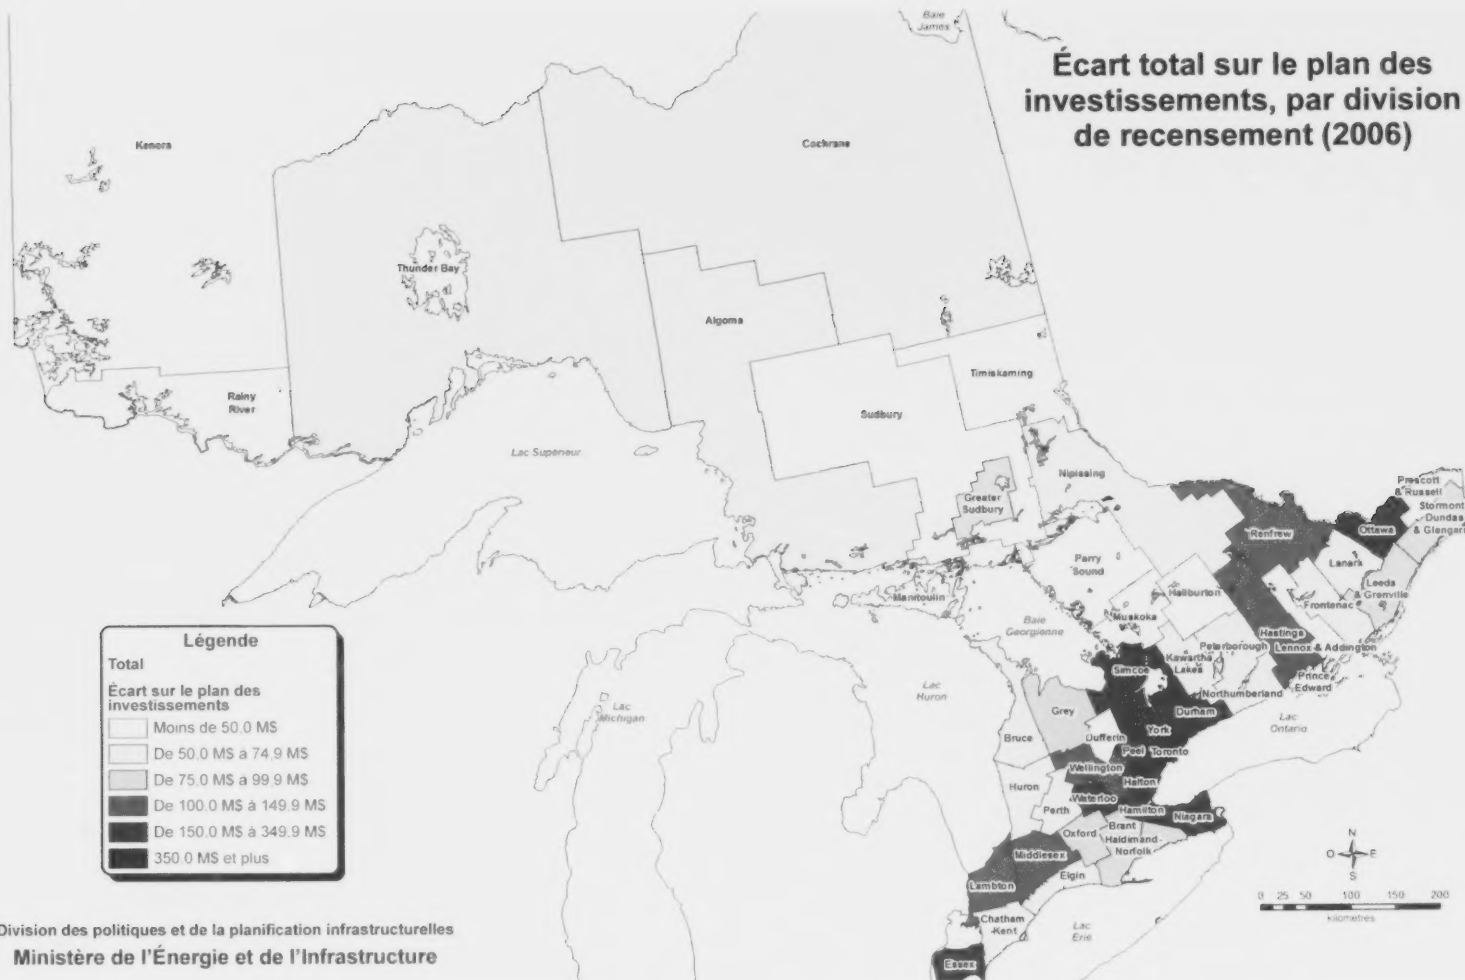 Écart total sur le plan des
investissements, par division
de recensement (2006)
Baie
James
Kenora
Cochrane
Thunder Bay
Algoma
Timiskaming
Rainy
River
Sudbury
Lac Supérieur
Nipissing
Greater
Sudbury
Prescott
& Russell
Stormont
Dundas
& Glengarr
Ottawa
Renfrew
Lanark
Parry
Sound
Leeds
& Grenville
Manitoulin
Haliburton
Frontenac
Muskoka
Baie
Georgienne
Hastings
Peterborough
Lennox & Addington
Kawartha
Lakes
Simcoe
Prince
Edward
Northumberland
Lac
Huron
Lac
Michigan
Durham
Grey
York
Lac
Ontario
Bruce
Dufferin
Peel
Toronto
Wellington
Halton
Huron
Waterloo
Perth
Hamilton
Niagara
Brant
Oxford
Haldimand-
Norfolk
Middlesex
Elgin
Lambton
Chatham
-Kent
Lac
Erie
Essex
Légende
Total
Écart sur le plan des
investissements
Moins de 50.0 M$
De 50.0 M$ à 74.9 M$
De 75.0 M$ à 99.9 M$
De 100.0 M$ à 149.9 M$
De 150.0 M$ à 349.9 M$
350.0 M$ et plus
N
O E
S
0 25 50 100 150 200
kilomètres
Division des politiques et de la planification infrastructurelles
Ministère de l'Énergie et de l'Infrastructure